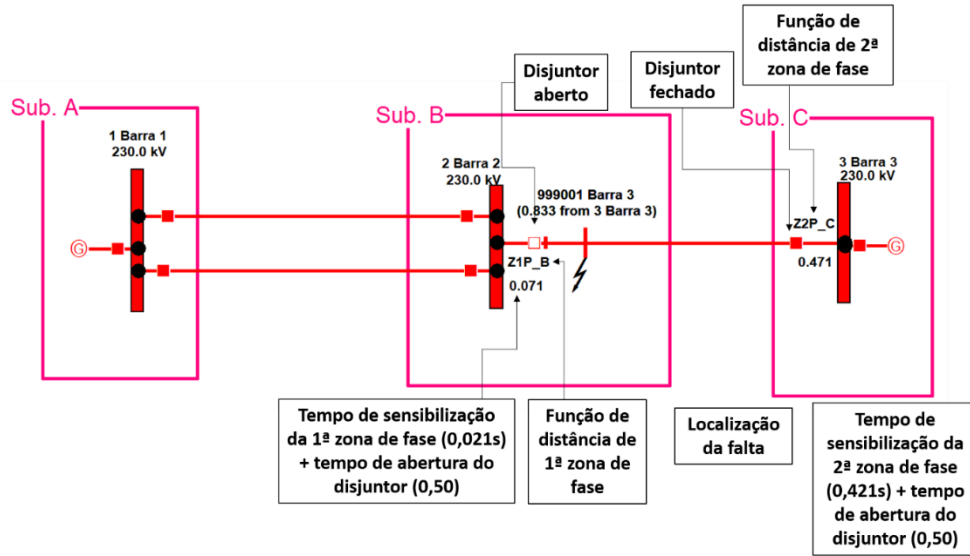 Função de
distância de 2ª
zona de fase
Disjuntor
aberto
Disjuntor
fechado
Sub. A
Sub. B
Sub. C
1 Barra 1
230.0 kV
2 Barra 2
230.0 kV
999001 Barra 3
(0.833 from 3 Barra 3)
3 Barra 3
230.0 kV
Z2P_C
G
G
Z1P_B
0.471
0.071
Tempo de sensibilização
da 1ª zona de fase (0,021s)
+ tempo de abertura do
disjuntor (0,50)
Função de
distância de
1ª zona de
fase
Localização
da falta
Tempo de
sensibilização da
2ª zona de fase
(0,421s) + tempo
de abertura do
disjuntor (0,50)